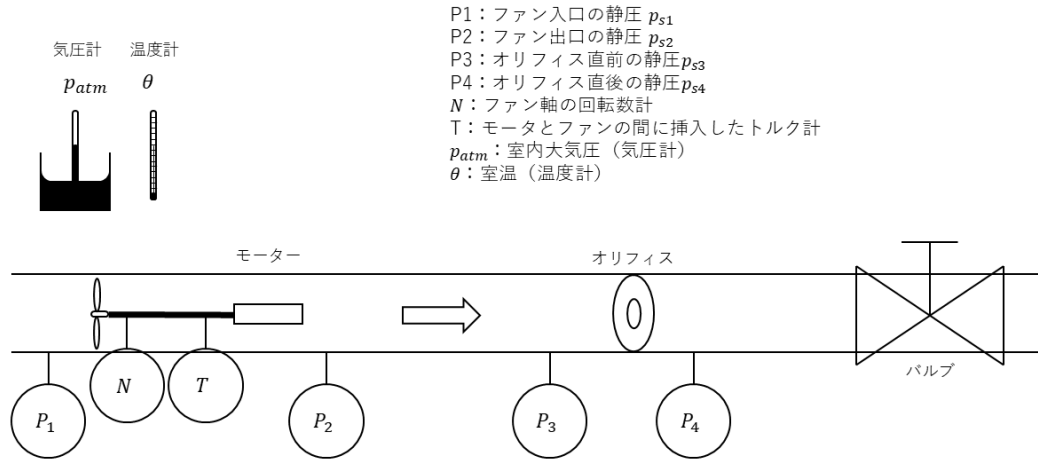 P1：ファン入口の静圧 p_{s1}
P2：ファン出口の静圧 p_{s2}
P3：オリフィス直前の静圧p_{s3}
P4：オリフィス直後の静圧p_{s4}
N：ファン軸の回転数計
T：モータとファンの間に挿入したトルク計
p_{atm}：室内大気圧（気圧計）
θ：室温（温度計）
気圧計 温度計
p_{atm} θ
モーター オリフィス
バルブ
N T
P_1 P_2 P_3 P_4